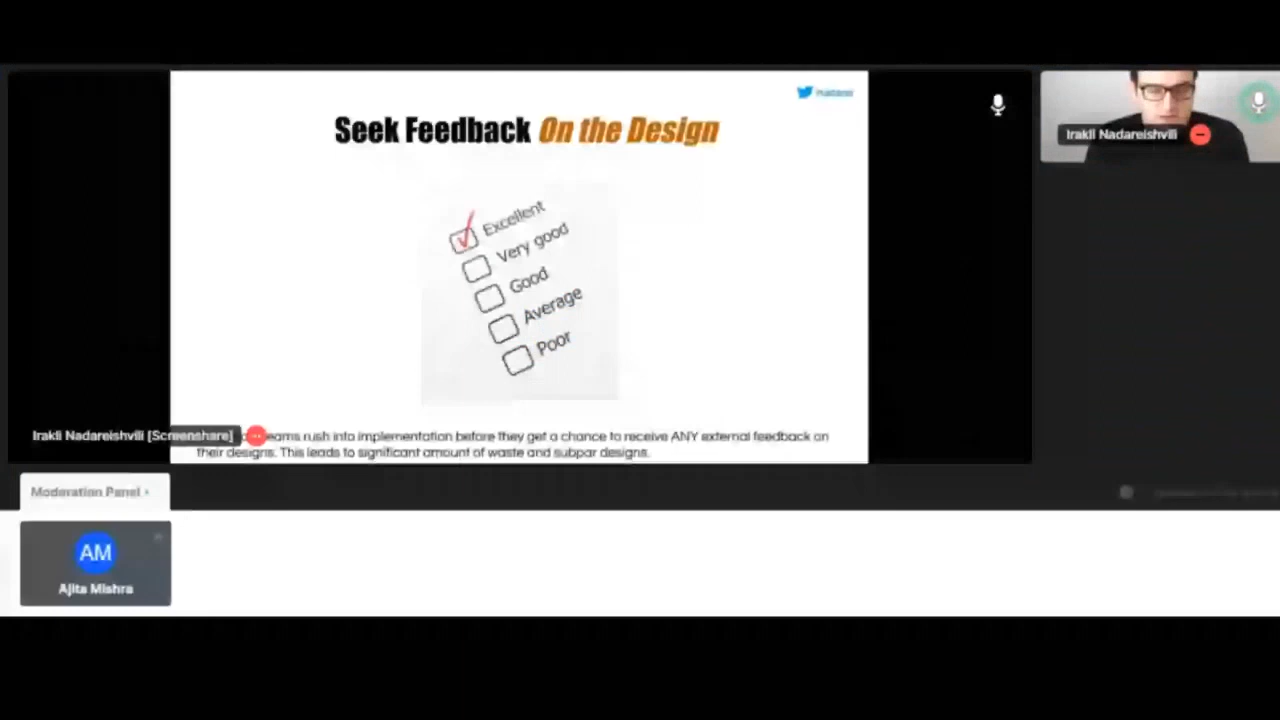 Seek Feedback On the Design
Irakli Nadareishvili
Excellent
Very good
Good
Average
Poor
Irakli Nadareishvili [Screenshare]
rush into implementation before they get a chance to receive ANY external feedback on
their designs. This leads to significant amount of waste and subpar designs.
Moderation Panel
AM
Ajita Mishra